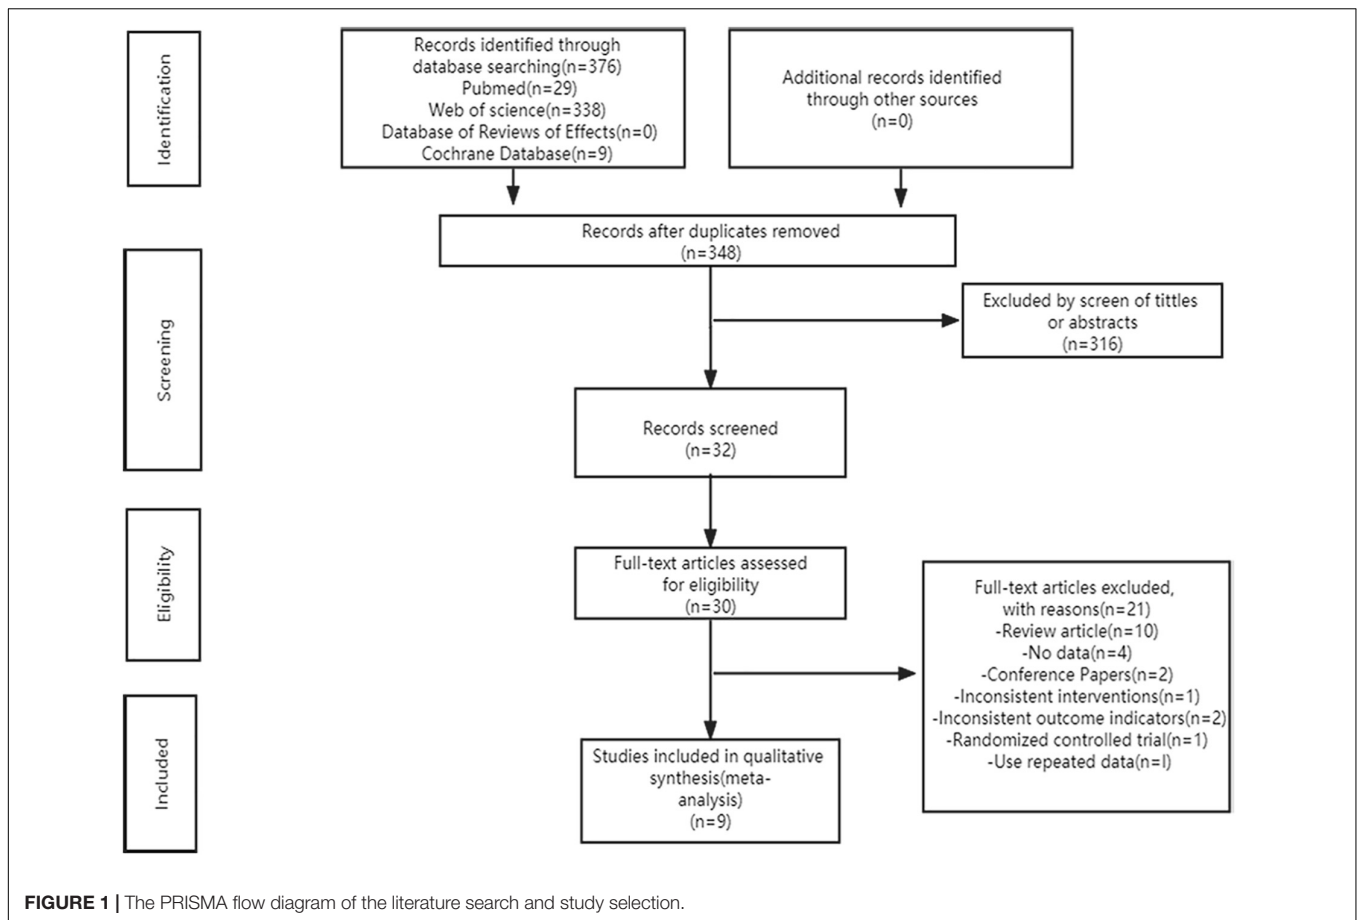 Identification
Records identified through
database searching(n=376)
Pubmed(n=29)
Web of science(n=338)
Database of Reviews of Effects(n=0)
Cochrane Database(n=9)
Additional records identified
through other sources
(n=0)
Records after duplicates removed
(n=348)
Screening
Excluded by screen of tittles
or abstracts
(n=316)
Records screened
(n=32)
Eligibility
Full-text articles assessed
for eligibility
(n=30)
Full-text articles excluded,
with reasons(n=21)
-Review article(n=10)
-No data(n=4)
-Conference Papers(n=2)
-Inconsistent interventions(n=1)
-Inconsistent outcome indicators(n=2)
-Randomized controlled trial(n=1)
-Use repeated data(n=l)
Included
Studies included in qualitative
synthesis(meta-
analysis)
(n=9)
FIGURE 1 | The PRISMA flow diagram of the literature search and study selection.